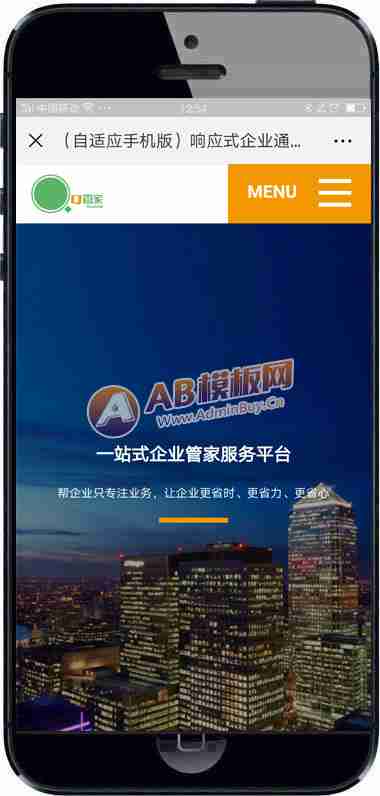 中国移动 12:54
（自适应手机版）响应式企业通...
Q管家
MENU
AB模板网
Www.AdminBuy.Cn
一站式企业管家服务平台
帮企业只专注业务，让企业更省时、更省力、更省心